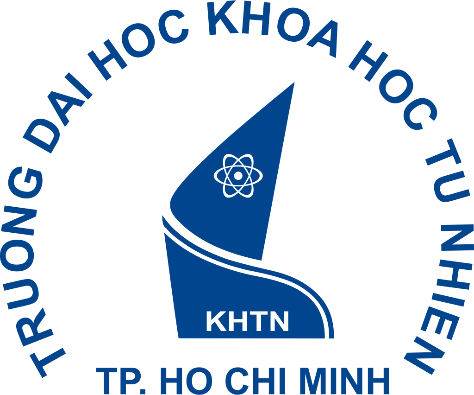 TRUONG DAI HOC KHOA HOC TU NHIEN
KHTN
TP. HO CHI MINH